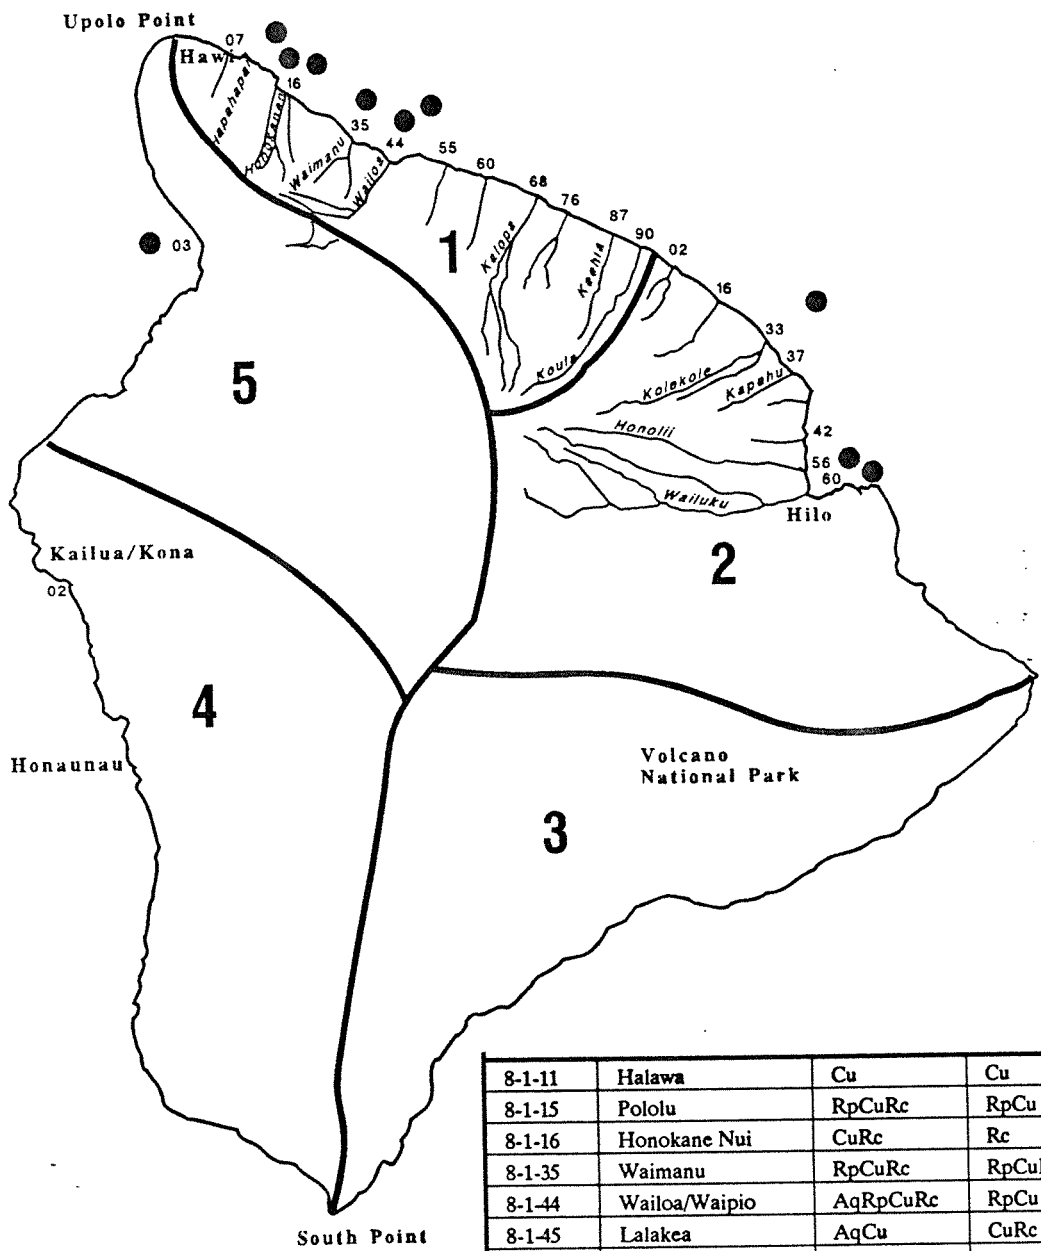 Upolo Point
Hawi
07
Hapahapai
16
Honokanen
Waimanu
35
44
Wailoa
55
60
68
76
87
90
02
Kalopa
Keehia
Koula
1
03
16
33
37
Kolekole
Kapehu
5
42
Honolii
56
60
Wailuku
Hilo
Kailua/Kona
02
2
4
Honaunau
Volcano
National Park
3
8-1-11 Halawa Cu Cu
8-1-15 Pololu RpCuRc RpCu
8-1-16 Honokane Nui CuRc Rc
8-1-35 Waimanu RpCuRc
8-1-44 Wailoa/Waipio AqRpCuRc RpCu
8-1-45 Lalakea AqCu CuRc
South Point